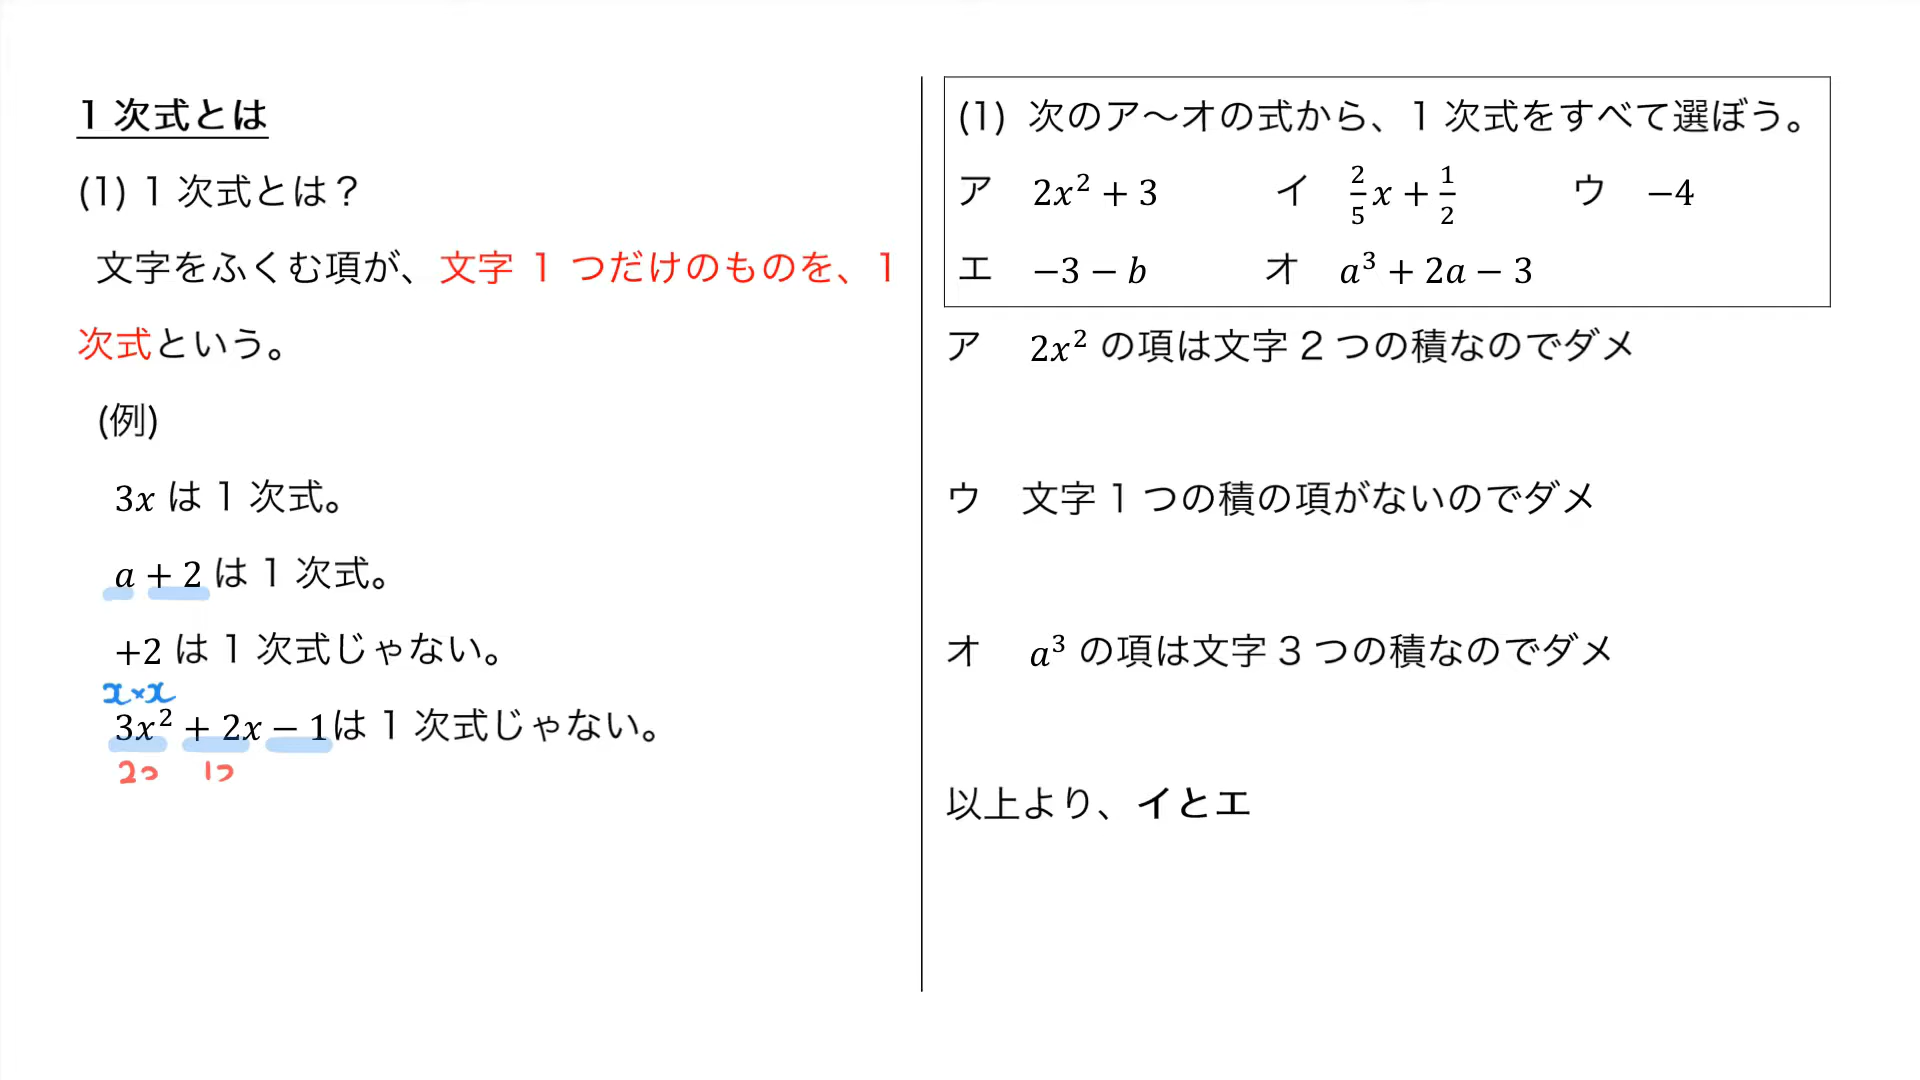 1 次式とは
(1) 1 次式とは？
文字をふくむ項が、文字 1 つだけのものを、1
次式という。
(例)
3x は 1 次式。
a + 2 は 1 次式。
+2 は 1 次式じゃない。
x×x
3x² + 2x − 1は 1 次式じゃない。
2つ 1つ
(1) 次のア～オの式から、1 次式をすべて選ぼう。
ア 2x² + 3 イ 2/5 x + 1/2 ウ −4
エ −3 − b オ a³ + 2a − 3
ア 2x² の項は文字 2 つの積なのでダメ
ウ 文字 1 つの積の項がないのでダメ
オ a³ の項は文字 3 つの積なのでダメ
以上より、イとエ